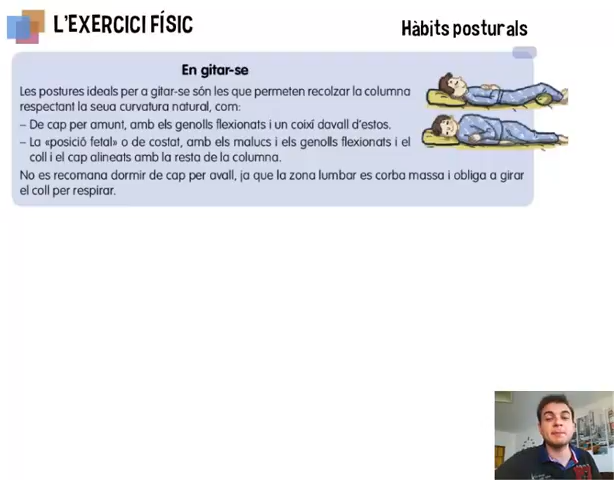 L'EXERCICI FÍSIC
Hàbits posturals
En gitar-se
Les postures ideals per a gitar-se són les que permeten recolzar la columna
respectant la seua curvatura natural, com:
– De cap per amunt, amb els genolls flexionats i un coixí davall d'estos.
– La «posició fetal» o de costat, amb els malucs i els genolls flexionats i el
coll i el cap alineats amb la resta de la columna.
No es recomana dormir de cap per avall, ja que la zona lumbar es corba massa i obliga a girar
el coll per respirar.